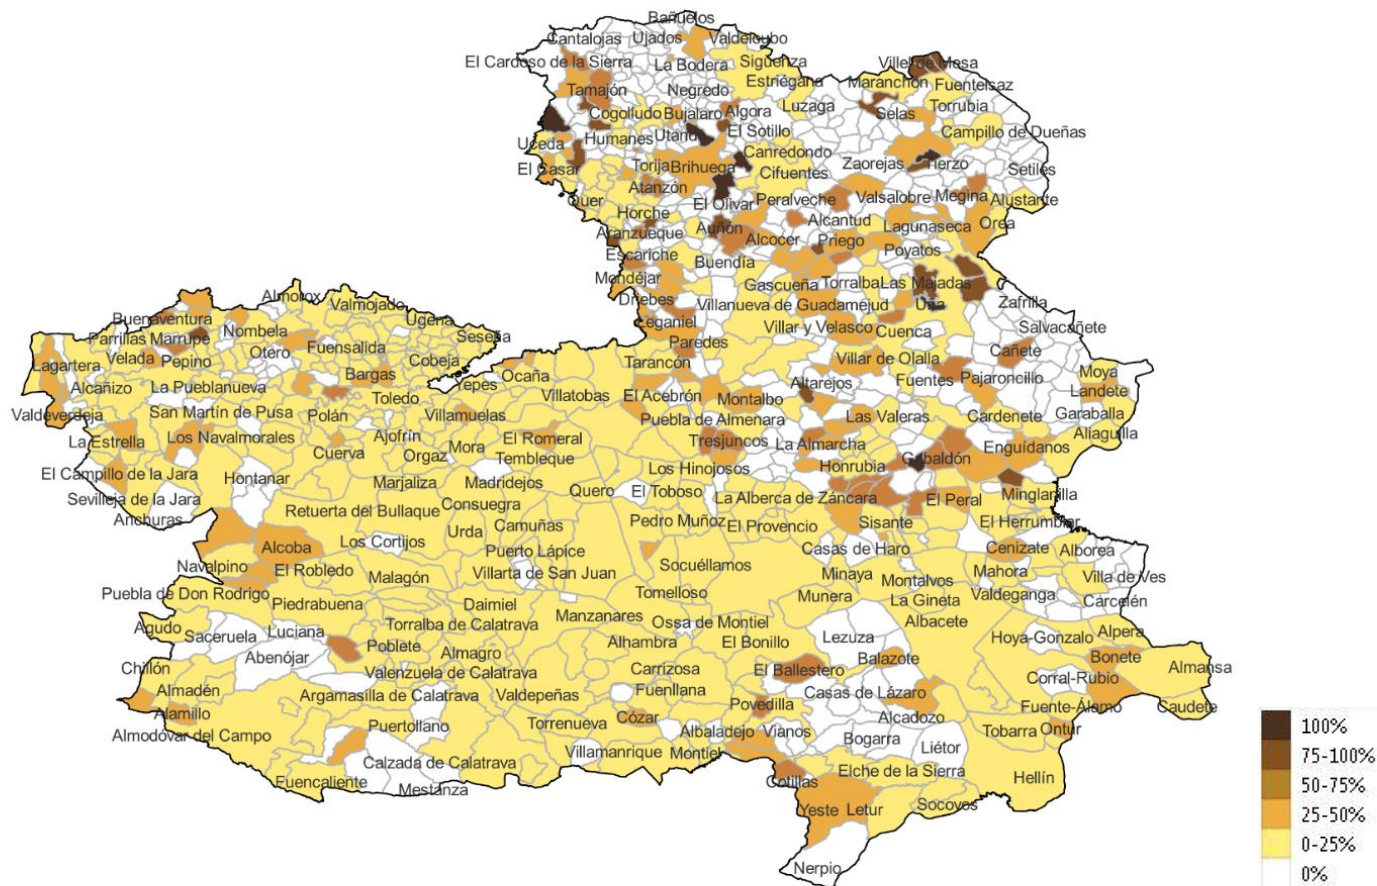 Bañuelos
Cantalojas Ujados Valdelcubo
El Cardoso de la Sierra La Bodera Sigüenza Villel de Mesa
Estriégana Maranchón Fuentelsaz
Tamajón Negredo
Luzaga Torrubia
Cogolludo Bujalaro Algora Selas
Uceda Humanes Utande El Sotillo Campillo de Dueñas
Canredondo
El Casar Torija Brihuega Cifuentes Zaorejas Herzo Setiles
Atanzón
Quer El Olivar Peralveche Valsalobre Megina Alustante
Horche
Aranzueque Auñón Alcantud Lagunaseca Orea
Alcocer Priego
Escariche Buendía Poyatos
Mondéjar Gascueña Torralba Las Majadas
Driebes Villanueva de Guadamejud Uña Zafrilla
Leganiel Villar y Velasco Cuenca Salvacañete
Paredes Cañete
Tarancón Villar de Olalla
Almorox Valmojado
Buenaventura Ugena
Parrillas Marrupe Nombela Seseña
Velada Pepino Otero Fuensalida Cobeja
Lagartera Bargas Ocaña
Alcañizo La Pueblanueva Yepes
Toledo Villatobas El Acebrón Montalbo Altarejos Fuentes Pajaroncillo Moya
Landete
Valdeverdeja San Martín de Pusa Polán Villamuelas Puebla de Almenara Las Valeras Cardenete Garaballa
La Estrella Los Navalmorales Ajofrín El Romeral Tresjuncos La Almarcha Enguídanos Aliaguilla
Cuerva Orgaz Mora Tembleque
El Campillo de la Jara Hontanar Marjaliza Madridejos Los Hinojosos Honrubia Gabaldón
Sevilleja de la Jara Quero El Toboso La Alberca de Záncara El Peral Minglanilla
Anchuras Retuerta del Bullaque Consuegra
Urda Camuñas Pedro Muñoz El Provencio Sisante El Herrumblar
Alcoba Los Cortijos Puerto Lápice Casas de Haro Cenizate Alborea
Navalpino El Robledo Malagón Villarta de San Juan Socuéllamos Minaya Montalvos Mahora Villa de Ves
Puebla de Don Rodrigo Piedrabuena Daimiel Tomelloso Munera La Gineta Valdeganga Carcelén
Agudo Saceruela Luciana Torralba de Calatrava Manzanares Ossa de Montiel Albacete
Abenójar Poblete Almagro Alhambra El Bonillo Lezuza Hoya-Gonzalo Alpera
Chillón Valenzuela de Calatrava Carrizosa El Ballestero Balazote Bonete Almansa
Almadén Argamasilla de Calatrava Valdepeñas Fuenllana Casas de Lázaro Corral-Rubio
Alamillo Puertollano Torrenueva Cózar Povedilla Alcadozo Fuente-Álamo Caudete
Almodóvar del Campo Albaladejo Vianos Bogarra Tobarra Ontur
Calzada de Calatrava Villamanrique Montiel Liétor
Fuencaliente Mestanza Cotillas Elche de la Sierra Hellín
Yeste Letur Socovos
Nerpio
100%
75-100%
50-75%
25-50%
0-25%
0%